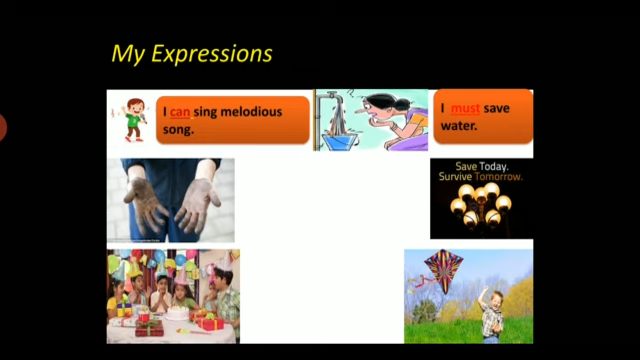 My Expressions
I can sing melodious
song.
I must save
water.
Save Today.
Survive Tomorrow.